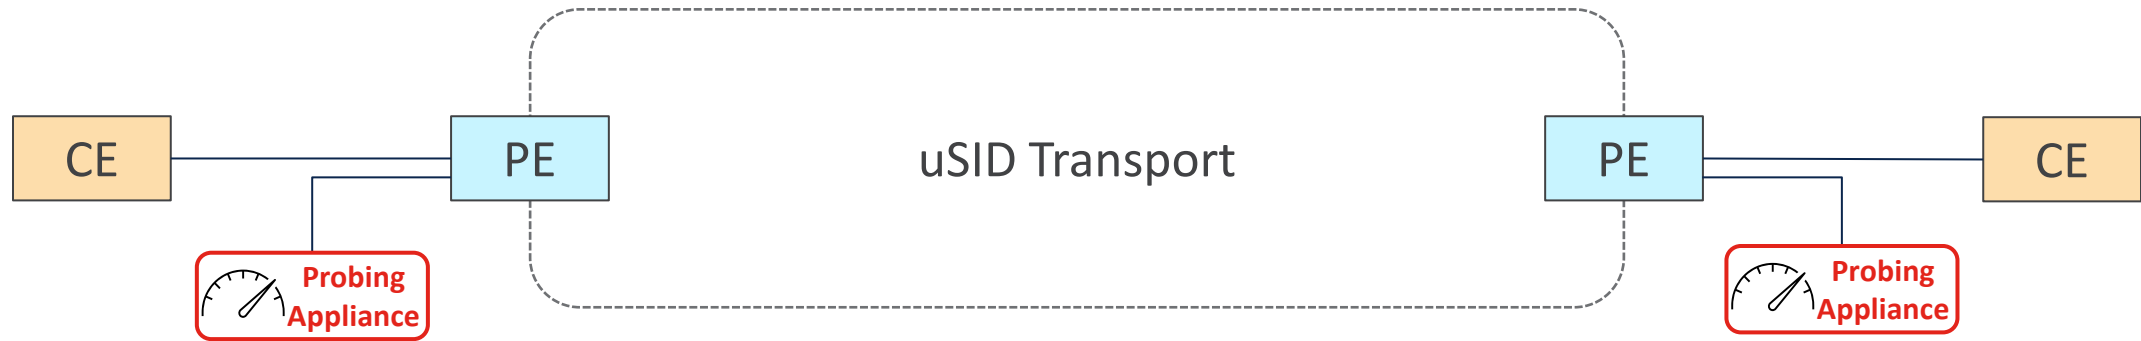 CE
PE
uSID Transport
PE
CE
Probing
Appliance
Probing
Appliance